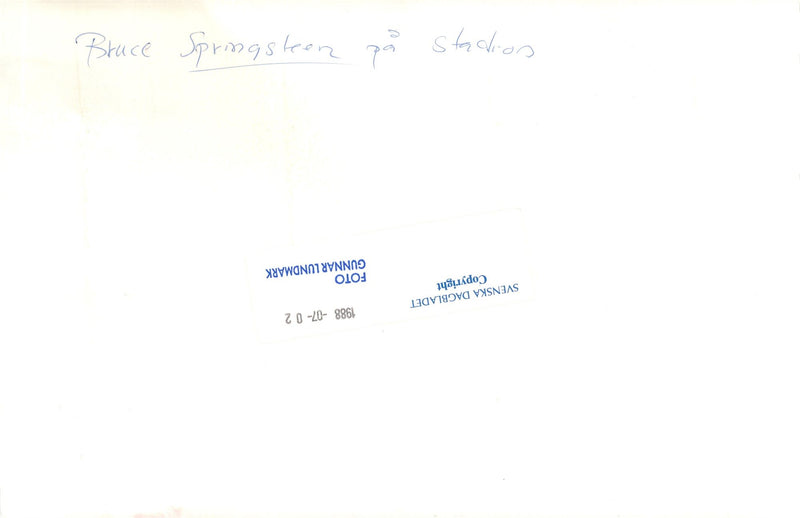 Bruce Springsteen på Stadion
SVENSKA DAGBLADET
Copyright
1988 -07- 0 2
FOTO
GUNNAR LUNDMARK